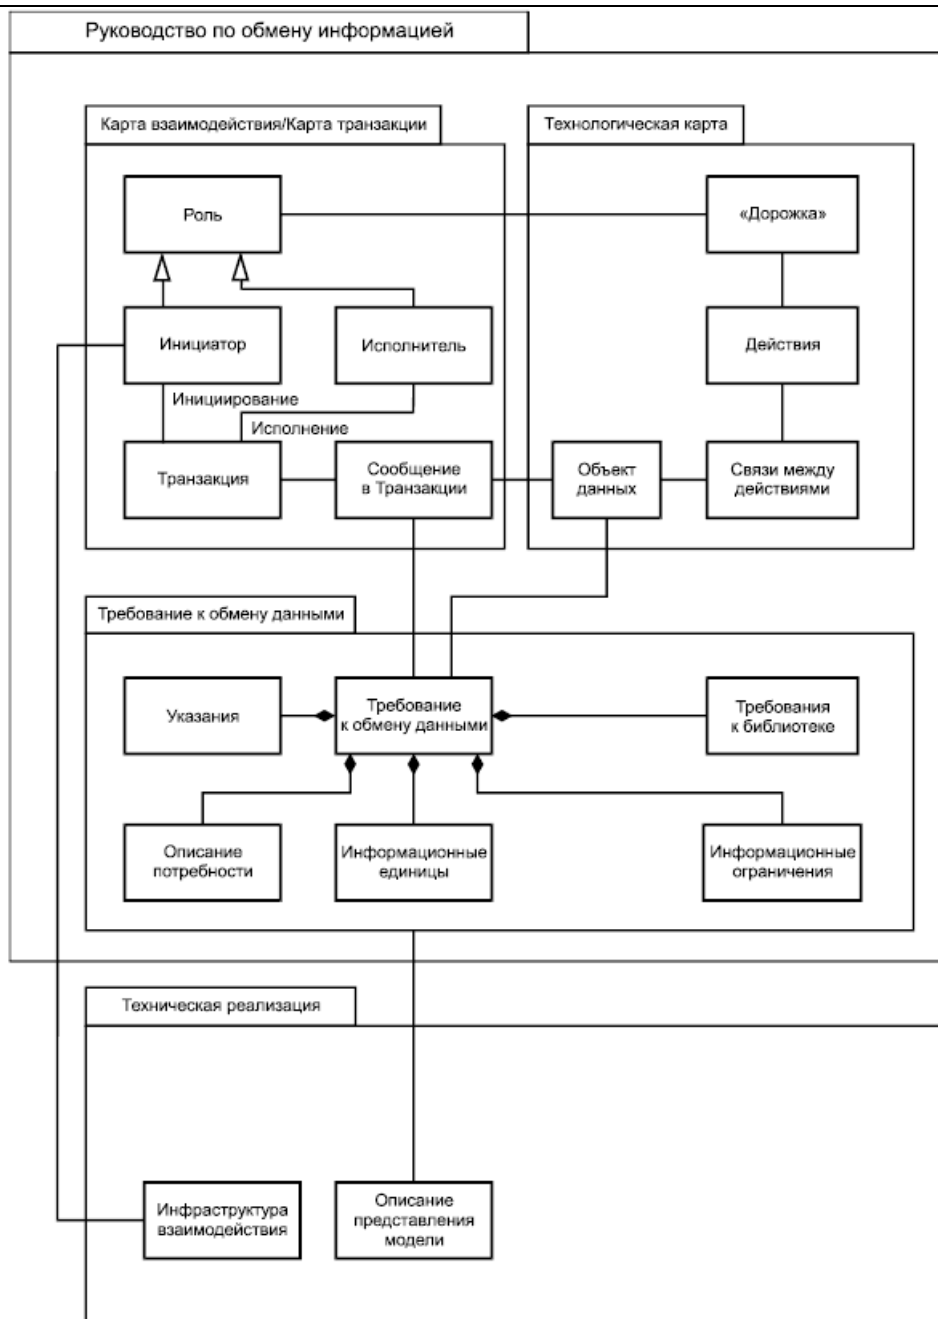 Руководство по обмену информацией
Карта взаимодействия/Карта транзакции
Технологическая карта
Роль
«Дорожка»
Инициатор
Исполнитель
Действия
Инициирование
Исполнение
Транзакция
Сообщение
в Транзакции
Объект
данных
Связи между
действиями
Требование к обмену данными
Указания
Требование
к обмену данными
Требования
к библиотеке
Описание
потребности
Информационные
единицы
Информационные
ограничения
Техническая реализация
Инфраструктура
взаимодействия
Описание
представления
модели